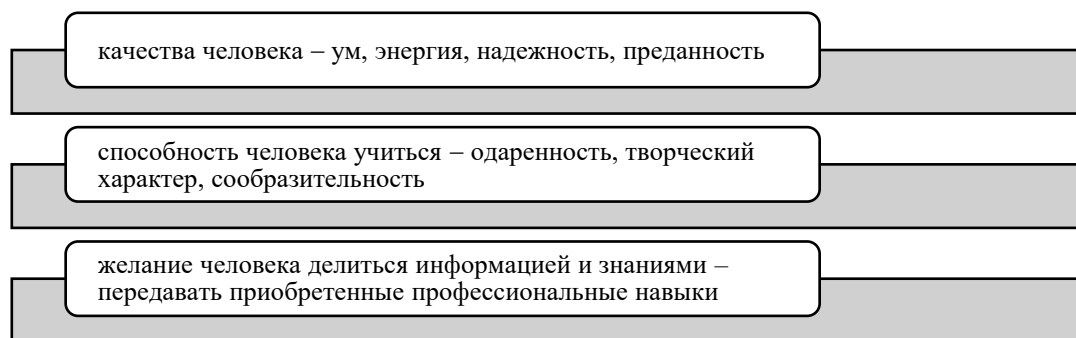 качества человека – ум, энергия, надежность, преданность
способность человека учиться – одаренность, творческий
характер, сообразительность
желание человека делиться информацией и знаниями –
передавать приобретенные профессиональные навыки